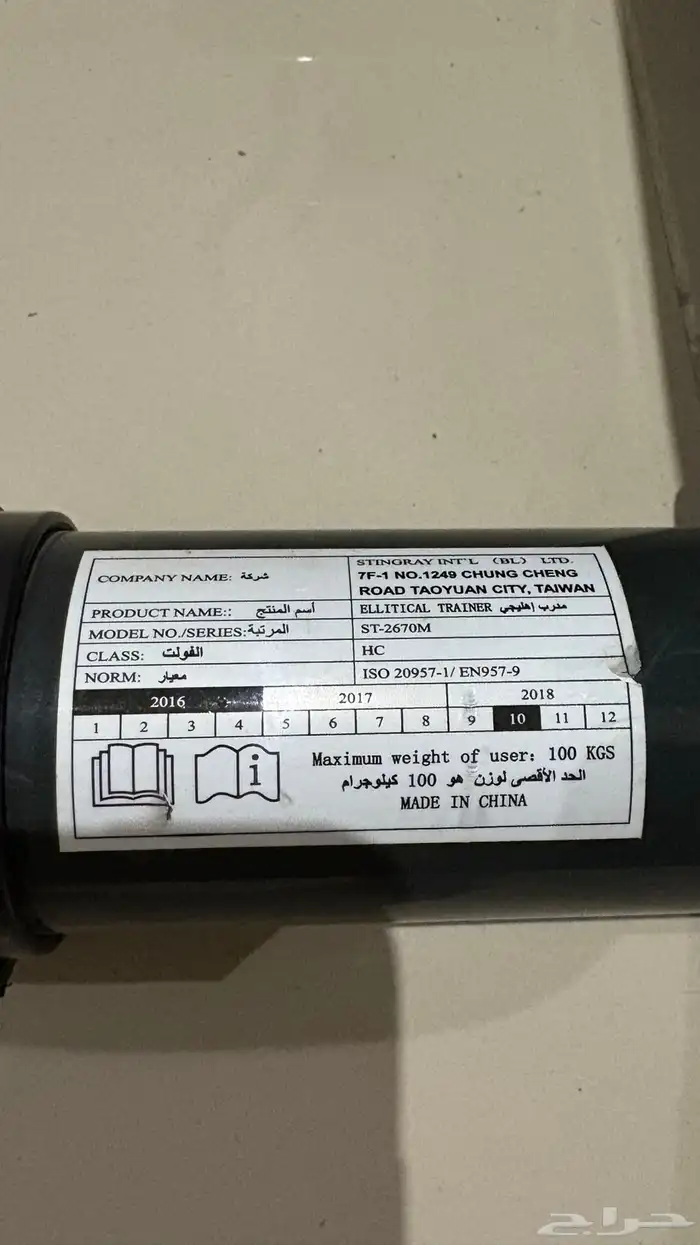 COMPANY NAME: شركة
STINGRAY INT'L (BL) LTD.
7F-1 NO.1249 CHUNG CHENG
ROAD TAOYUAN CITY, TAIWAN
PRODUCT NAME:: أسم المنتج ELLITICAL TRAINER مدرب إهليجي
MODEL NO./SERIES: المرتبة ST-2670M
CLASS: الفولت HC
NORM: معيار ISO 20957-1/ EN957-9
2016 2017 2018
1 2 3 4 5 6 7 8 9 10 11 12
i
Maximum weight of user: 100 KGS
الحد الأقصى لوزن هو 100 كيلوجرام
MADE IN CHINA
حراج